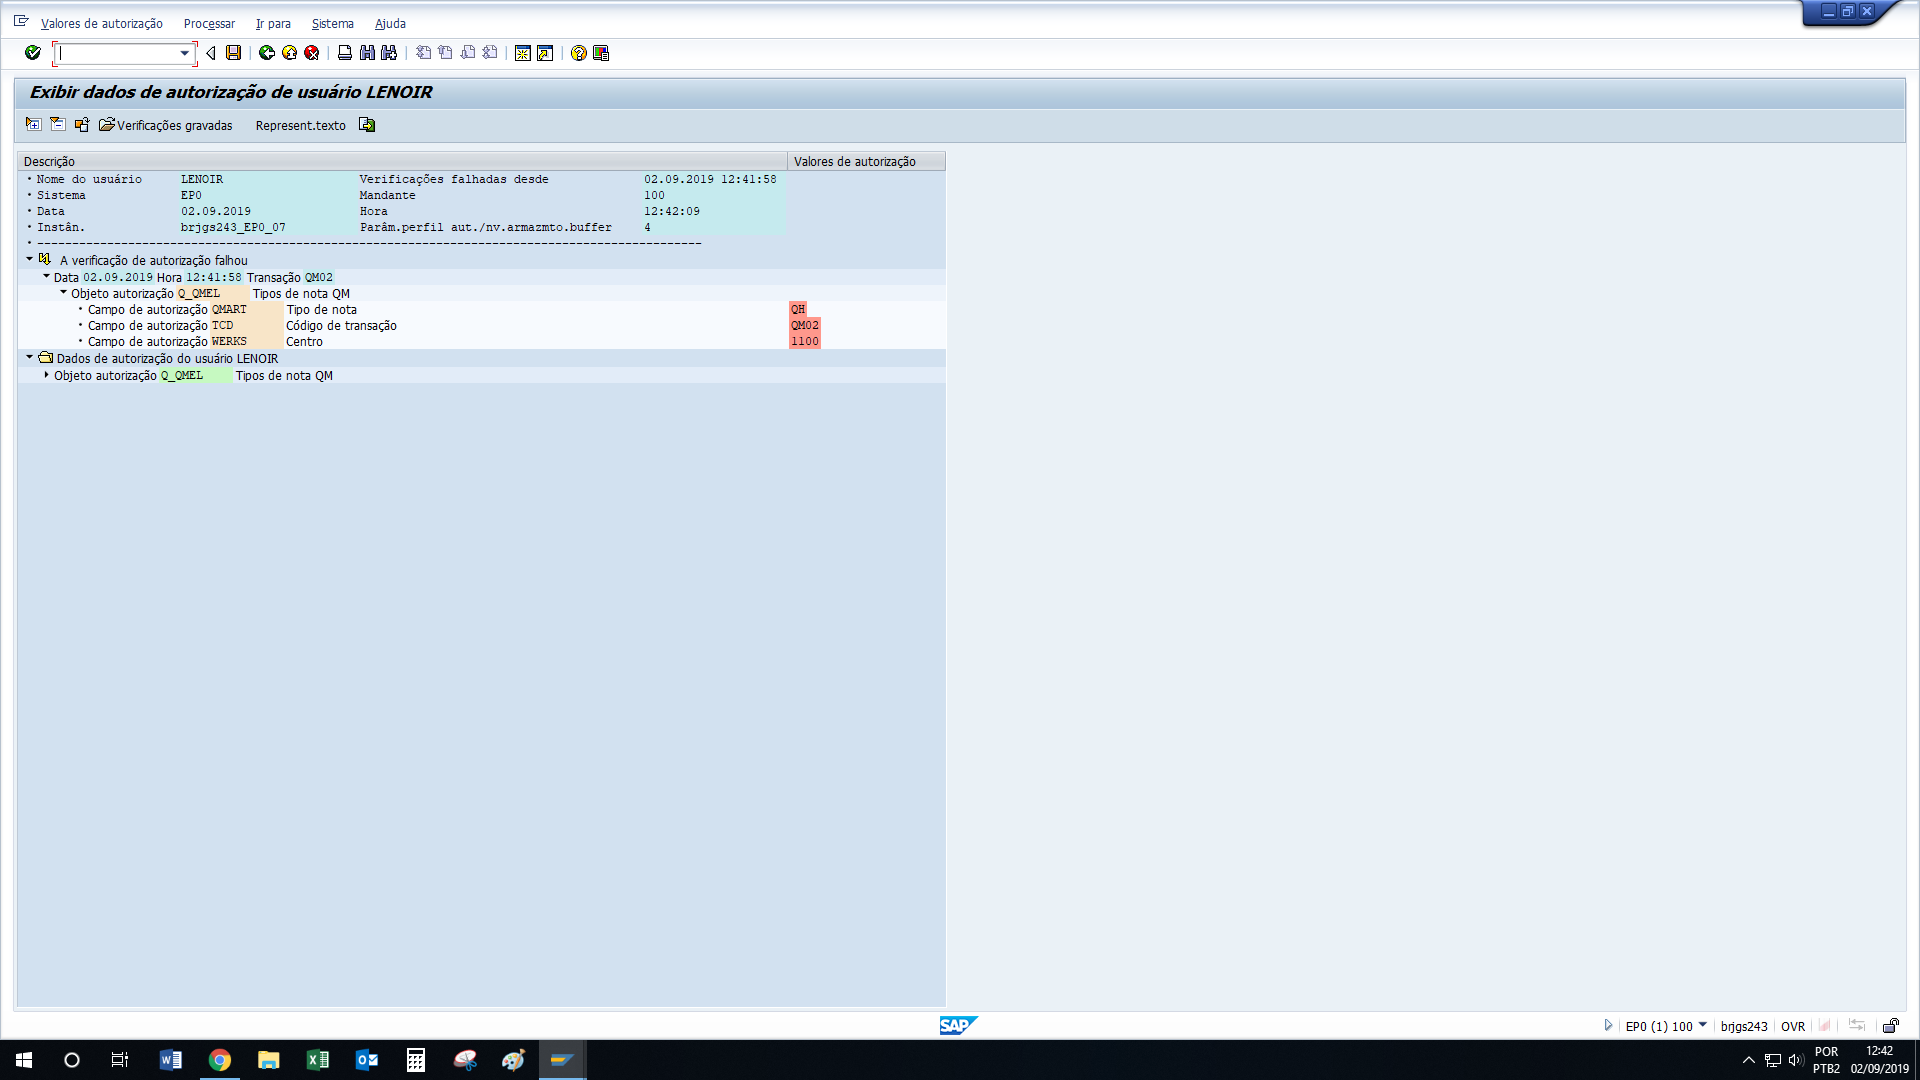 Valores de autorização Processar Ir para Sistema Ajuda
Exibir dados de autorização de usuário LENOIR
Verificações gravadas Represent.texto
Descrição Valores de autorização
Nome do usuário LENOIR Verificações falhadas desde 02.09.2019 12:41:58
Sistema EP0 Mandante 100
Data 02.09.2019 Hora 12:42:09
Instân. brjgs243_EP0_07 Parâm.perfil aut./nv.armazmto.buffer 4
-----------------------------------------------------------------------------------------------
A verificação de autorização falhou
Data 02.09.2019 Hora 12:41:58 Transação QM02
Objeto autorização Q_QMEL Tipos de nota QM
Campo de autorização QMART Tipo de nota QH
Campo de autorização TCD Código de transação QM02
Campo de autorização WERKS Centro 1100
Dados de autorização do usuário LENOIR
Objeto autorização Q_QMEL Tipos de nota QM
SAP
EP0 (1) 100 brjgs243 OVR
POR 12:42
PTB2 02/09/2019